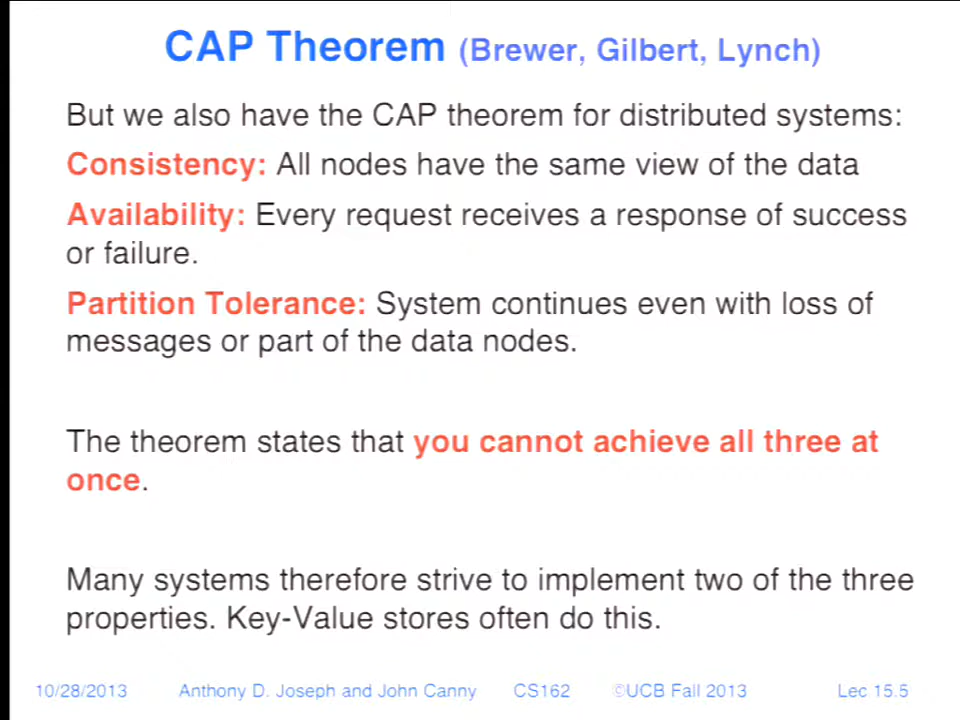 CAP Theorem (Brewer, Gilbert, Lynch)
But we also have the CAP theorem for distributed systems:
Consistency: All nodes have the same view of the data
Availability: Every request receives a response of success
or failure.
Partition Tolerance: System continues even with loss of
messages or part of the data nodes.
The theorem states that you cannot achieve all three at
once.
Many systems therefore strive to implement two of the three
properties. Key-Value stores often do this.
10/28/2013 Anthony D. Joseph and John Canny CS162 ©UCB Fall 2013 Lec 15.5